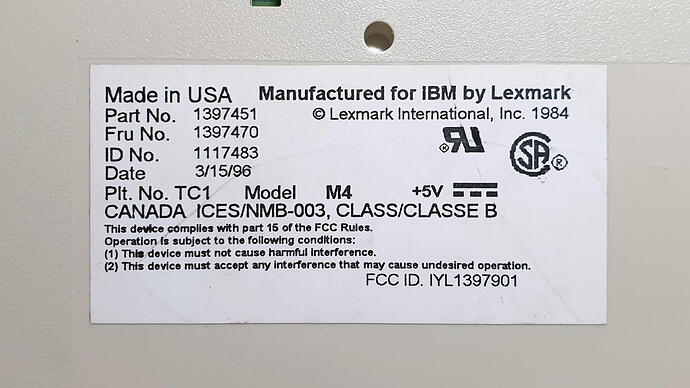 Made in USA Manufactured for IBM by Lexmark
Part No. 1397451 © Lexmark International, Inc. 1984
Fru No. 1397470
ID No. 1117483
Date 3/15/96
Plt. No. TC1 Model M4 +5V
CANADA ICES/NMB-003, CLASS/CLASSE B
This device complies with part 15 of the FCC Rules.
Operation is subject to the following conditions:
(1) This device must not cause harmful interference.
(2) This device must accept any interference that may cause undesired operation.
FCC ID. IYL1397901